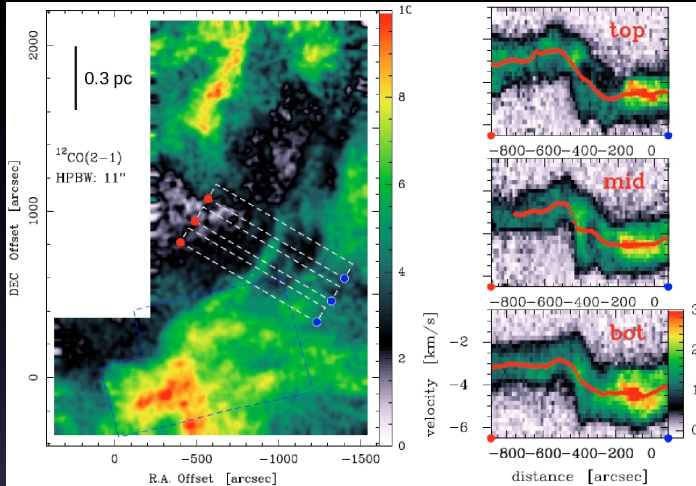 0.3 pc
¹²CO(2-1)
HPBW: 11"
DEC Offset [arcsec]
2000
1000
0
0 -500 -1000 -1500
R.A. Offset [arcsec]
10
8
6
4
2
0
top
-800 -600 -400 -200 0
mid
-800 -600 -400 -200 0
bot
-2
-4
-6
velocity [km/s]
-800 -600 -400 -200 0
distance [arcsec]
3
2
1
0